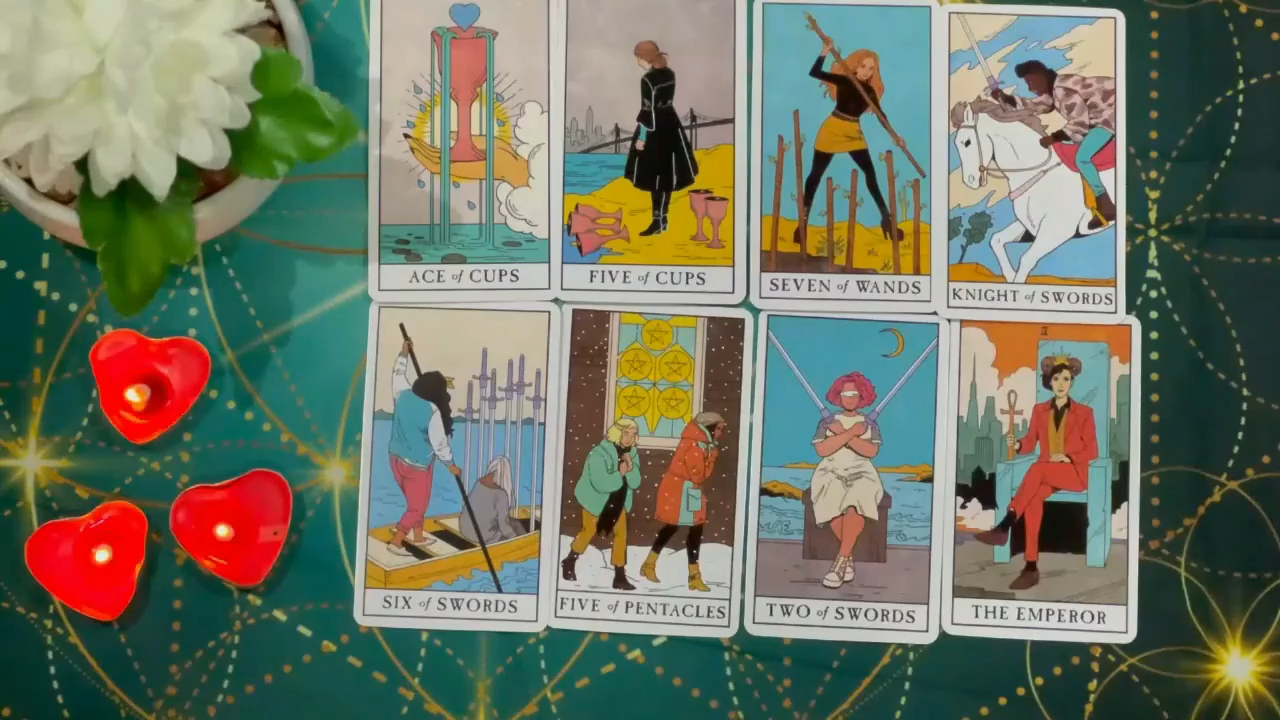 ACE of CUPS
FIVE of CUPS
SEVEN of WANDS
KNIGHT of SWORDS
SIX of SWORDS
FIVE of PENTACLES
TWO of SWORDS
THE EMPEROR